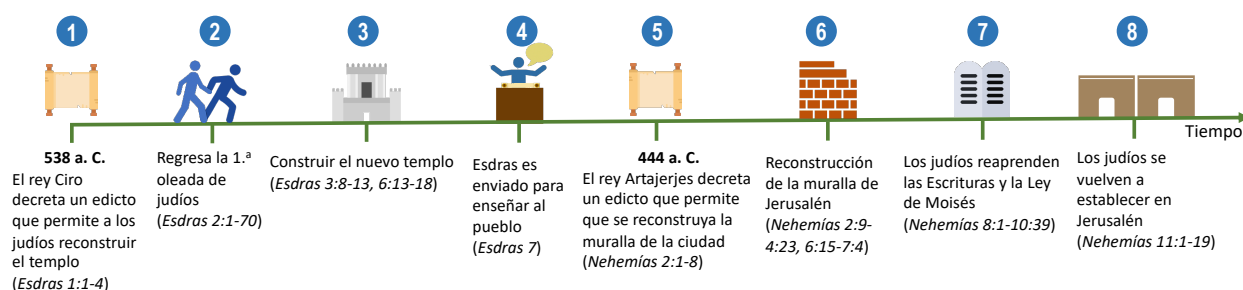 1
2
3
4
5
6
7
8
Tiempo
538 a. C.
El rey Ciro
decreta un edicto
que permite a los
judíos reconstruir
el templo
(Esdras 1:1-4)
Regresa la 1.ª
oleada de
judíos
(Esdras 2:1-70)
Construir el nuevo templo
(Esdras 3:8-13, 6:13-18)
Esdras es
enviado para
enseñar al
pueblo
(Esdras 7)
444 a. C.
El rey Artajerjes decreta
un edicto que permite
que se reconstruya la
muralla de la ciudad
(Nehemías 2:1-8)
Reconstrucción
de la muralla de
Jerusalén
(Nehemías 2:9-
4:23, 6:15-7:4)
Los judíos reaprenden
las Escrituras y la Ley
de Moisés
(Nehemías 8:1-10:39)
Los judíos se
vuelven a
establecer en
Jerusalén
(Nehemías 11:1-19)